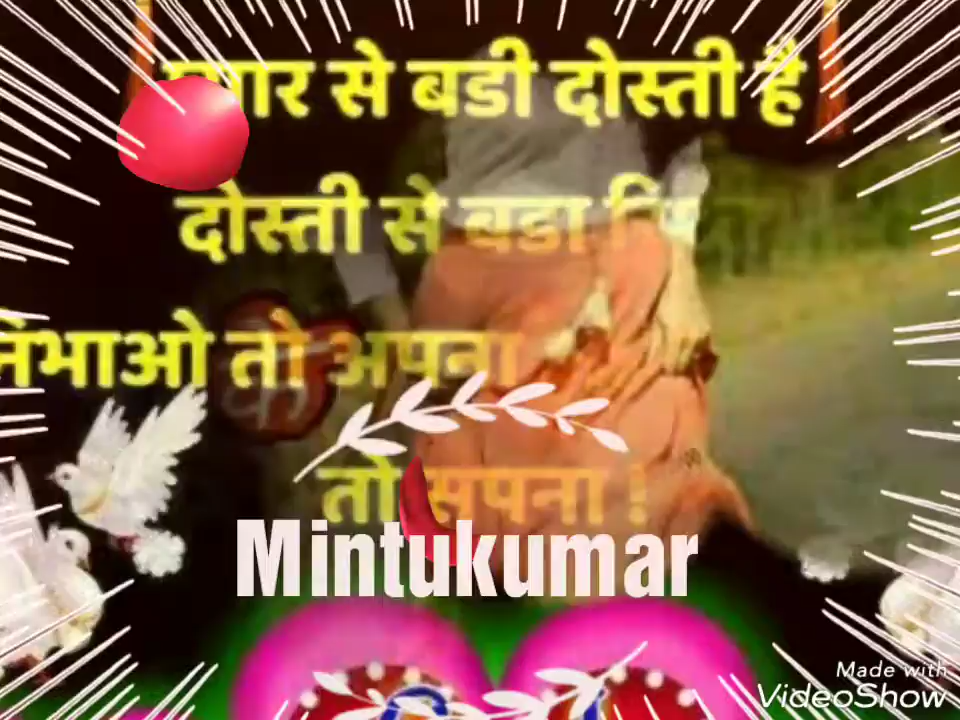 से बडी दोस्ती है
दोस्ती से बडा
तो अपना
तो सपना !
Mintukumar
Made with
VideoShow